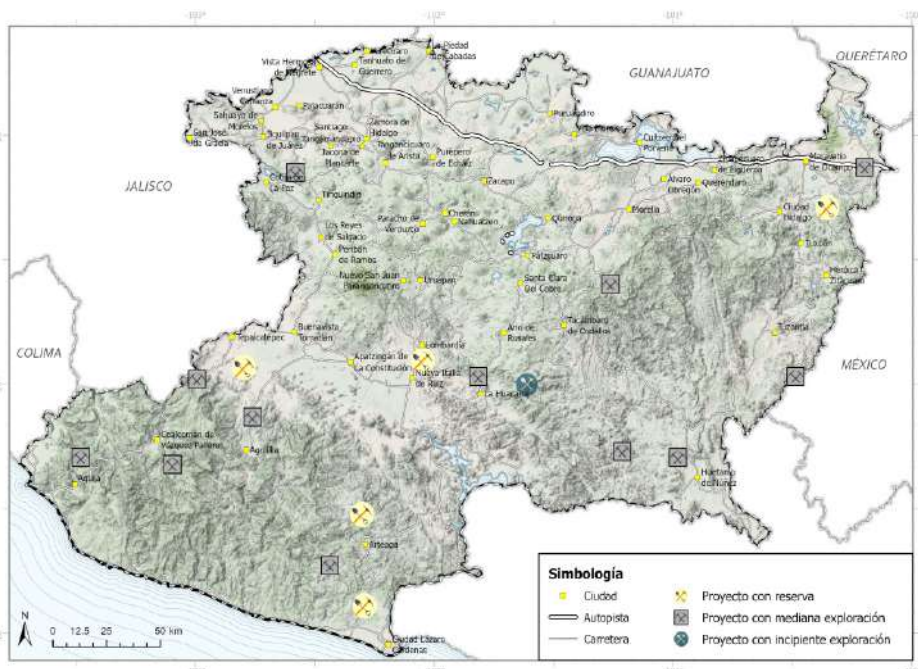 La Piedad
de Cabadas
Vista Hermosa
de Negrete
Tanhuato de
Guerrero
QUERÉTARO
GUANAJUATO
Venustiano
Carranza
Pajacuarán
Sahuayo de
Morelos
San José
de Gracia
Jiquilpan
de Juárez
Santiago
Tangamandapio
Zamora de
Hidalgo
Jacona de
Plancarte
Tangancícuaro
de Arista
Purépero
de Echáiz
Puruándiro
Cuitzeo del
Porvenir
Maravatío
de Ocampo
JALISCO
La Paz
Zacapu
Álvaro
Obregón
Queréndaro
Tingüindín
Cherán
Nahuatzen
Paracho de
Verduzco
Quiroga
Morelia
Ciudad
Hidalgo
Los Reyes
de Salgado
Peribán
de Ramos
Pátzcuaro
Tuxpan
Nuevo San Juan
Parangaricutiro
Uruapan
Santa Clara
Del Cobre
Heroica
Zitácuaro
Buenavista
Tomatlán
Tepalcatepec
Ario de
Rosales
Tacámbaro
de Codallos
Tuzantla
COLIMA
Lombardía
Apatzingán de
La Constitución
Nueva Italia
de Ruiz
La Huacana
MÉXICO
Coalcomán de
Vázquez Pallares
Aguililla
Aquila
Huetamo
de Núñez
Arteaga
Ciudad Lázaro
Cárdenas
N
0 12.5 25 50 km
Simbología
Ciudad
Autopista
Carretera
Proyecto con reserva
Proyecto con mediana exploración
Proyecto con incipiente exploración